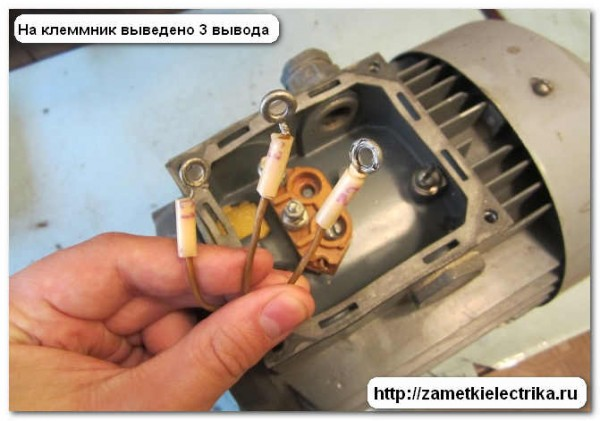 На клеммник выведено 3 вывода
http://zametkielectrika.ru